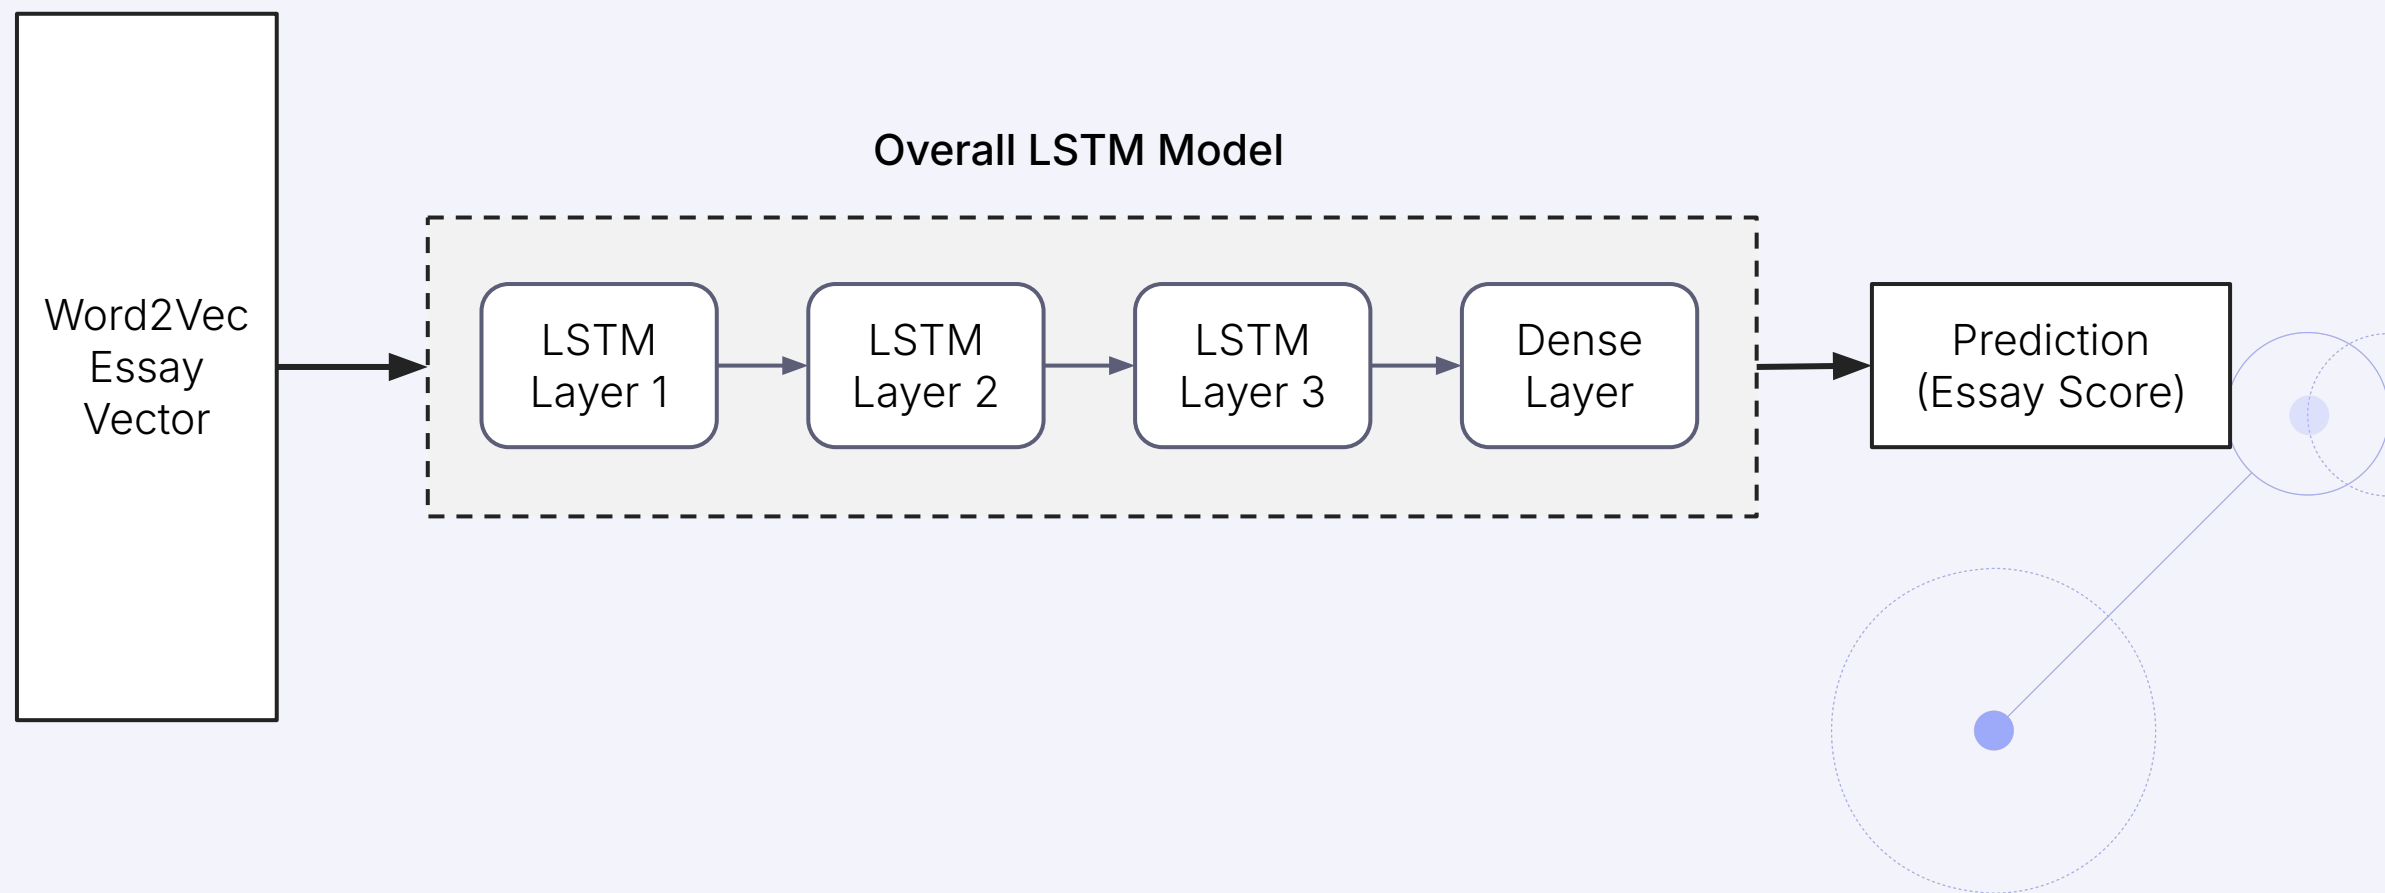 Overall LSTM Model
Word2Vec
Essay
Vector
LSTM
Layer 1
LSTM
Layer 2
LSTM
Layer 3
Dense
Layer
Prediction
(Essay Score)